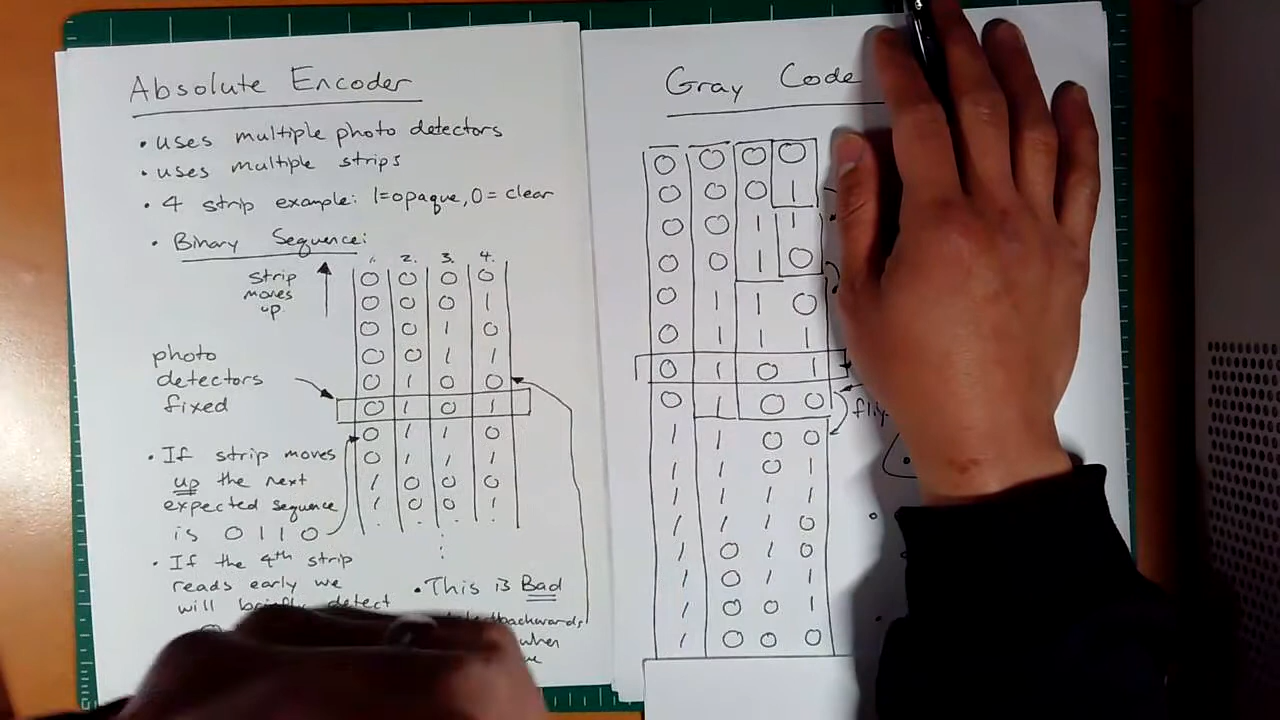 Absolute Encoder
• uses multiple photo detectors
• uses multiple strips
• 4 strip example: 1=opaque, 0=clear
• Binary Sequence:
1. 2. 3. 4.
strip
moves
up
0 0 0 0
0 0 0 1
0 0 1 0
0 0 1 1
0 1 0 0
0 1 0 1
0 1 1 0
0 1 1 1
1 0 0 0
1 0 0 1
photo
detectors
fixed
• If strip moves
up the next
expected sequence
is 0110
• If the 4th strip
reads early we
will briefly detect
• This is Bad
backwards,
when
Gray Code
0 0 0 0
0 0 0 1
0 0 1 1
0 0 1 0
0 1 1 0
0 1 1 1
0 1 0 1
0 1 0 0
1 1 0 0
1 1 0 1
1 1 1 1
1 1 1 0
1 0 1 0
1 0 1 1
1 0 0 1
1 0 0 0